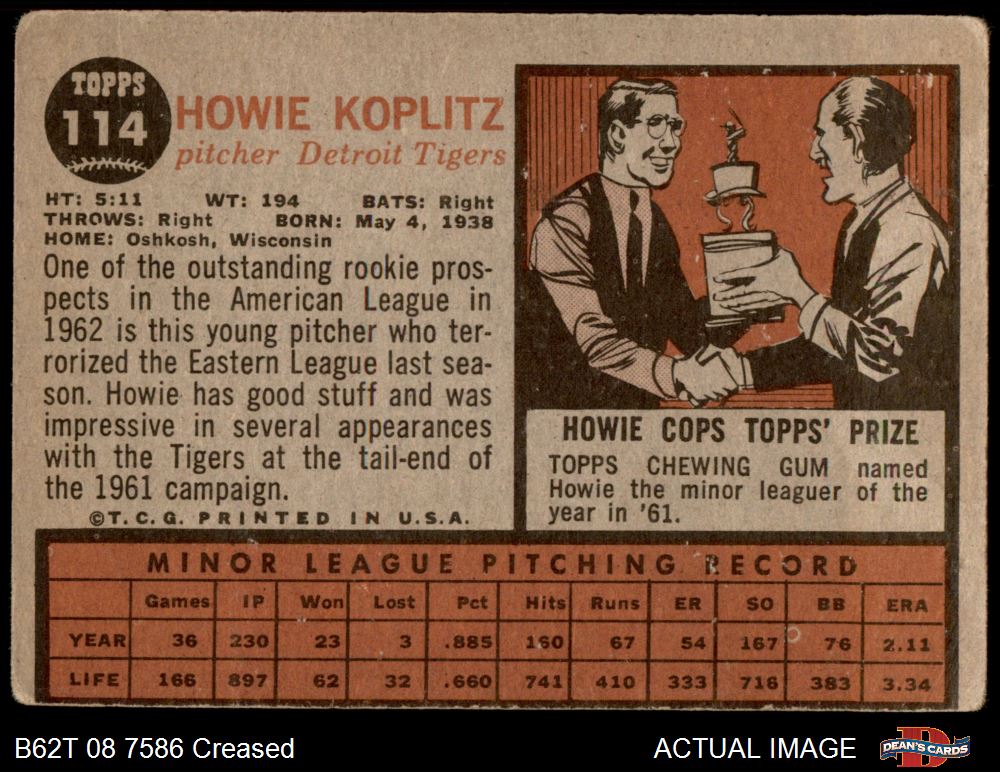 TOPPS
114
HOWIE KOPLITZ
pitcher Detroit Tigers
HT: 5:11 WT: 194 BATS: Right
THROWS: Right BORN: May 4, 1938
HOME: Oshkosh, Wisconsin
One of the outstanding rookie pros-
pects in the American League in
1962 is this young pitcher who ter-
rorized the Eastern League last sea-
son. Howie has good stuff and was
impressive in several appearances
with the Tigers at the tail-end of
the 1961 campaign.
©T.C.G. PRINTED IN U.S.A.
HOWIE COPS TOPPS' PRIZE
TOPPS CHEWING GUM named
Howie the minor leaguer of the
year in '61.
MINOR LEAGUE PITCHING RECORD
Games IP Won Lost Pct Hits Runs ER SO BB ERA
YEAR 36 230 23 3 .885 160 67 54 167 76 2.11
LIFE 166 897 62 32 .660 741 410 333 716 383 3.34
B62T 08 7586 Creased
ACTUAL IMAGE
DEAN'S CARDS